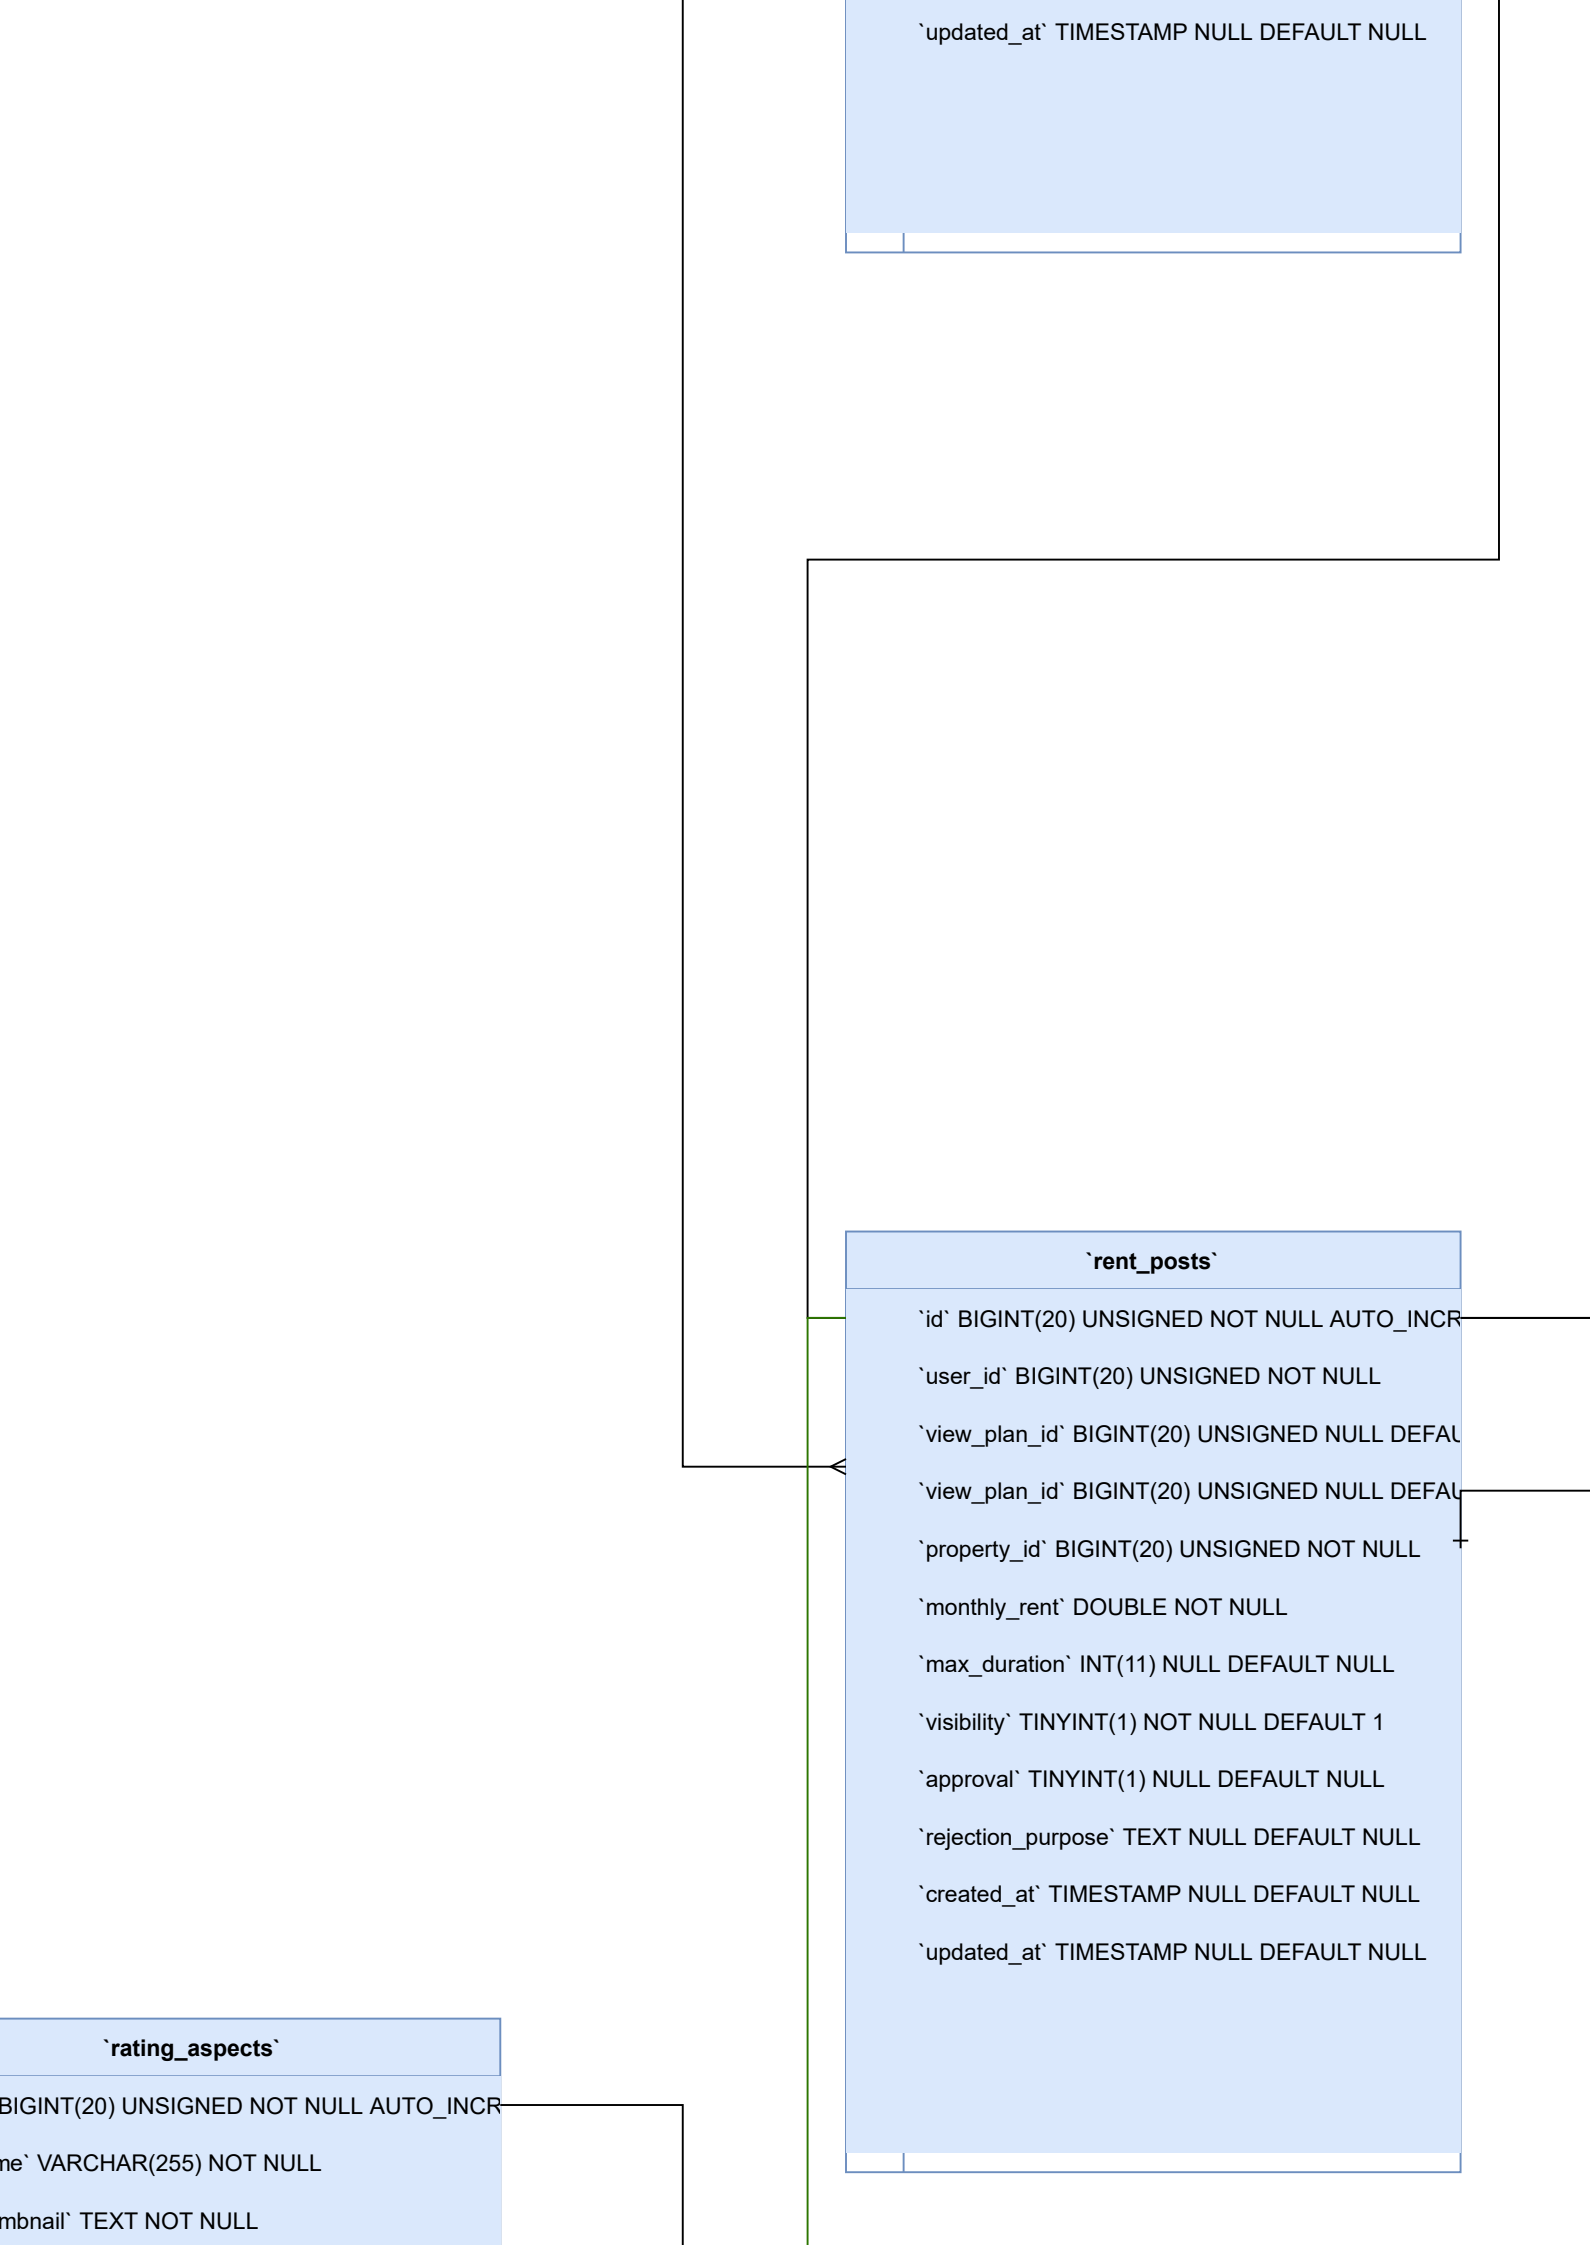 `updated_at` TIMESTAMP NULL DEFAULT NULL
`rent_posts`
`id` BIGINT(20) UNSIGNED NOT NULL AUTO_INCR
`user_id` BIGINT(20) UNSIGNED NOT NULL
`view_plan_id` BIGINT(20) UNSIGNED NULL DEFAU
`view_plan_id` BIGINT(20) UNSIGNED NULL DEFAU
`property_id` BIGINT(20) UNSIGNED NOT NULL
`monthly_rent` DOUBLE NOT NULL
`max_duration` INT(11) NULL DEFAULT NULL
`visibility` TINYINT(1) NOT NULL DEFAULT 1
`approval` TINYINT(1) NULL DEFAULT NULL
`rejection_purpose` TEXT NULL DEFAULT NULL
`created_at` TIMESTAMP NULL DEFAULT NULL
`updated_at` TIMESTAMP NULL DEFAULT NULL
`rating_aspects`
BIGINT(20) UNSIGNED NOT NULL AUTO_INCR
me` VARCHAR(255) NOT NULL
mbnail` TEXT NOT NULL